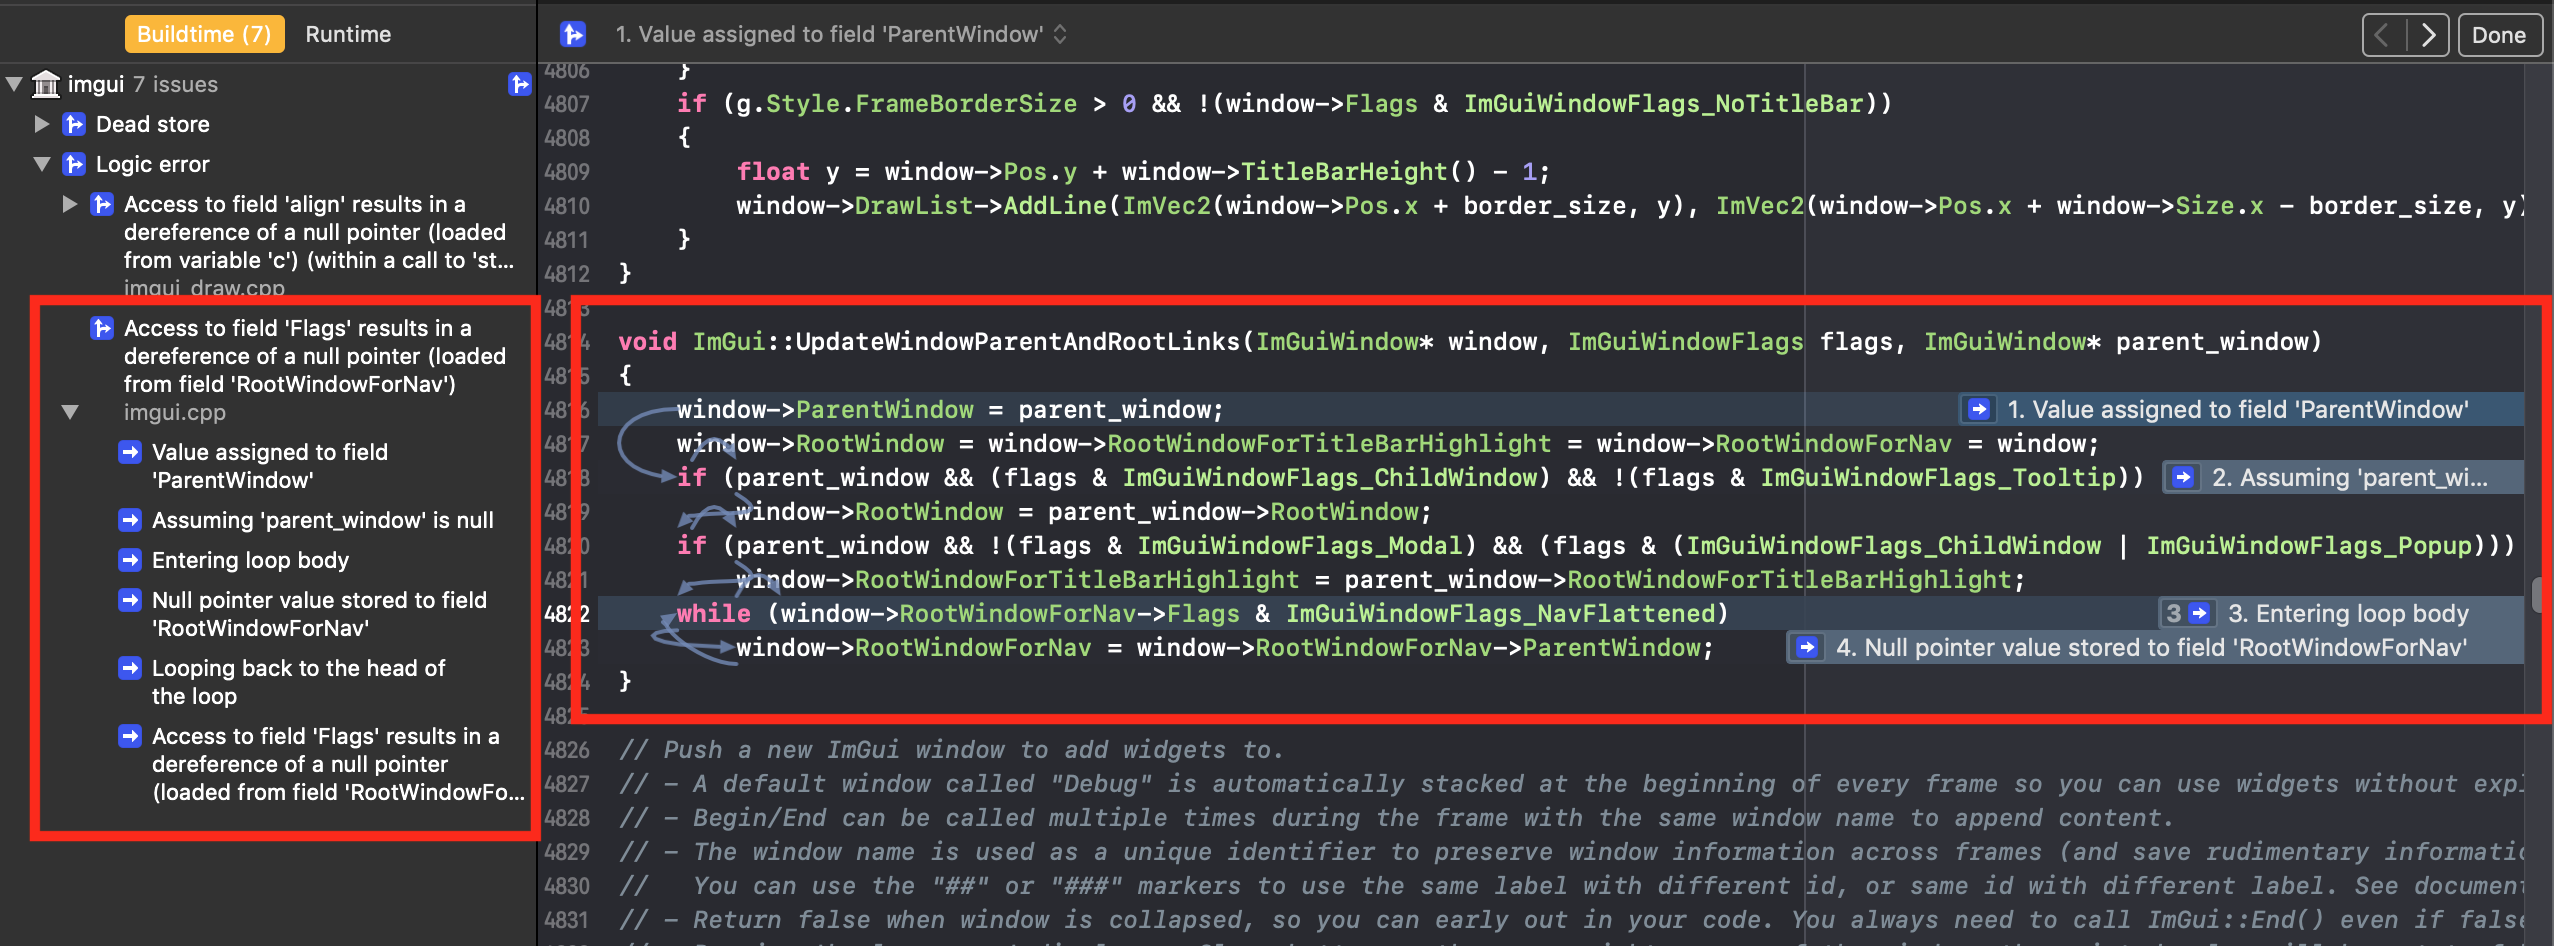 Buildtime (7) Runtime
imgui 7 issues
Dead store
Logic error
Access to field 'align' results in a
dereference of a null pointer (loaded
from variable 'c') (within a call to 'st...
imgui_draw.cpp
Access to field 'Flags' results in a
dereference of a null pointer (loaded
from field 'RootWindowForNav')
imgui.cpp
Value assigned to field
'ParentWindow'
Assuming 'parent_window' is null
Entering loop body
Null pointer value stored to field
'RootWindowForNav'
Looping back to the head of
the loop
Access to field 'Flags' results in a
dereference of a null pointer
(loaded from field 'RootWindowFo...
1. Value assigned to field 'ParentWindow' Done
4806 }
4807 if (g.Style.FrameBorderSize > 0 && !(window->Flags & ImGuiWindowFlags_NoTitleBar))
4808 {
4809 float y = window->Pos.y + window->TitleBarHeight() - 1;
4810 window->DrawList->AddLine(ImVec2(window->Pos.x + border_size, y), ImVec2(window->Pos.x + window->Size.x - border_size, y)
4811 }
4812 }
4813
4814 void ImGui::UpdateWindowParentAndRootLinks(ImGuiWindow* window, ImGuiWindowFlags flags, ImGuiWindow* parent_window)
4815 {
4816 window->ParentWindow = parent_window; 1. Value assigned to field 'ParentWindow'
4817 window->RootWindow = window->RootWindowForTitleBarHighlight = window->RootWindowForNav = window;
4818 if (parent_window && (flags & ImGuiWindowFlags_ChildWindow) && !(flags & ImGuiWindowFlags_Tooltip)) 2. Assuming 'parent_wi...
4819 window->RootWindow = parent_window->RootWindow;
4820 if (parent_window && !(flags & ImGuiWindowFlags_Modal) && (flags & (ImGuiWindowFlags_ChildWindow | ImGuiWindowFlags_Popup)))
4821 window->RootWindowForTitleBarHighlight = parent_window->RootWindowForTitleBarHighlight;
4822 while (window->RootWindowForNav->Flags & ImGuiWindowFlags_NavFlattened) 3 3. Entering loop body
4823 window->RootWindowForNav = window->RootWindowForNav->ParentWindow; 4. Null pointer value stored to field 'RootWindowForNav'
4824 }
4825
4826 // Push a new ImGui window to add widgets to.
4827 // - A default window called "Debug" is automatically stacked at the beginning of every frame so you can use widgets without expl
4828 // - Begin/End can be called multiple times during the frame with the same window name to append content.
4829 // - The window name is used as a unique identifier to preserve window information across frames (and save rudimentary informatio
4830 // You can use the "##" or "###" markers to use the same label with different id, or same id with different label. See document
4831 // - Return false when window is collapsed, so you can early out in your code. You always need to call ImGui::End() even if false